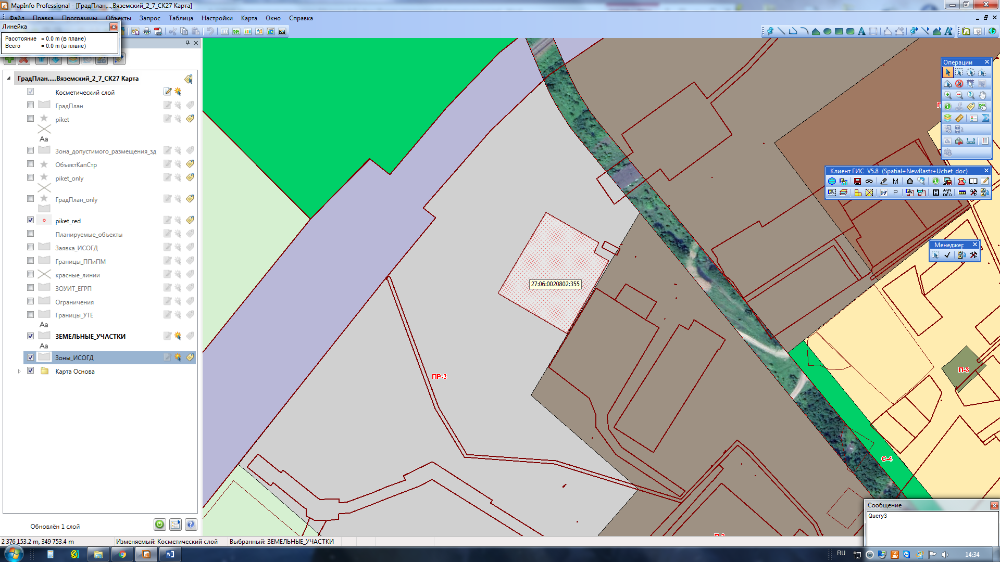 MapInfo Professional - [ГрадПлан,...,Вяземский_2_7_СК27 Карта]
Файл Правка Программы Объекты Запрос Таблица Настройки Карта Окно Справка
Линейка
Расстояние = 0.0 m (в плане)
Всего = 0.0 m (в плане)
ГрадПлан,...,Вяземский_2_7_СК27 Карта
Косметический слой
ГрадПлан
piket
Aa
Зона_допустимого_размещения_зд
ОбъектКапСтр
piket_only
ГрадПлан_only
piket_red
Планируемые_объекты
Заявка_ИСОГД
Границы_ППиПМ
красные_линии
ЗОУИТ_ЕГРП
Ограничения
Границы_УТЕ
Aa
ЗЕМЕЛЬНЫЕ_УЧАСТКИ
Aa
Зоны_ИСОГД
Карта Основа
Обновлён 1 слой
27:06:0020802:355
ПР-3
П-3
С-4
Операции
Клиент ГИС V5.8 (Spatial+NewRastr+Uchet_doc)
M
P
JAN
DEC
Менеджер
Сообщение
Query3
2 376 153.2 m, 349 753.4 m
Изменяемый: Косметический слой
Выбранный: ЗЕМЕЛЬНЫЕ_УЧАСТКИ
RU
14:34